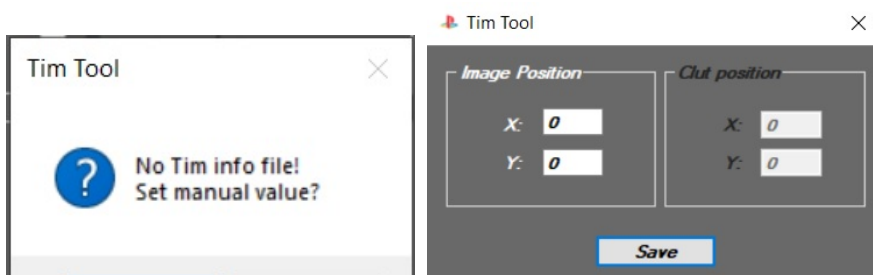 Tim Tool
No Tim info file!
Set manual value?
Tim Tool
Image Position
X: 0
Y: 0
Clut position
X: 0
Y: 0
Save